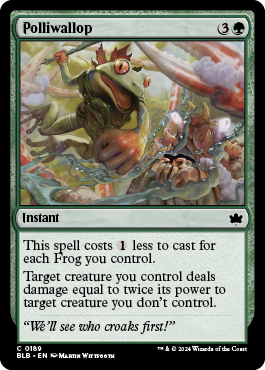 Polliwallop 3
Instant
This spell costs 1 less to cast for
each Frog you control.
Target creature you control deals
damage equal to twice its power to
target creature you don't control.
“We'll see who croaks first!”
C 0189
BLB • EN Martin Wittfooth
™ & © 2024 Wizards of the Coast